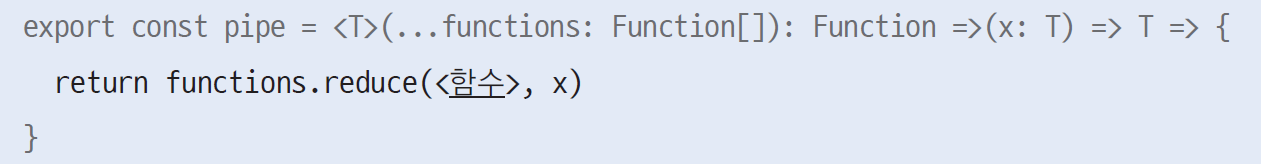 export const pipe = <T>(...functions: Function[]): Function =>(x: T) => T => {
return functions.reduce(<함수>, x)
}